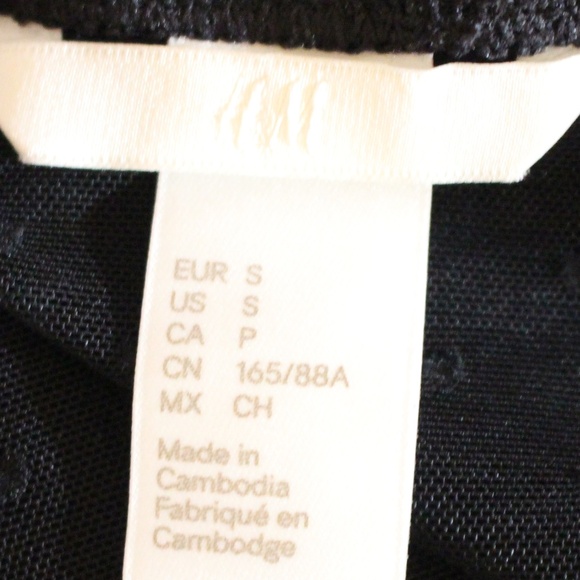 EUR S
US S
CA P
CN 165/88A
MX CH
Made in
Cambodia
Fabriqué en
Cambodge